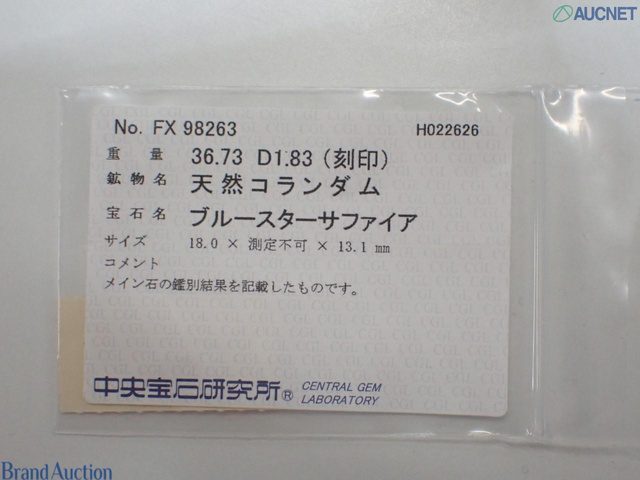 AUCNET
No. FX 98263 H022626
重量 36.73 D1.83 (刻印)
鉱物名 天然コランダム
宝石名 ブルースターサファイア
サイズ 18.0 × 測定不可 × 13.1 mm
コメント
メイン石の鑑別結果を記載したものです。
中央宝石研究所® CENTRAL GEM
LABORATORY
Brand Auction